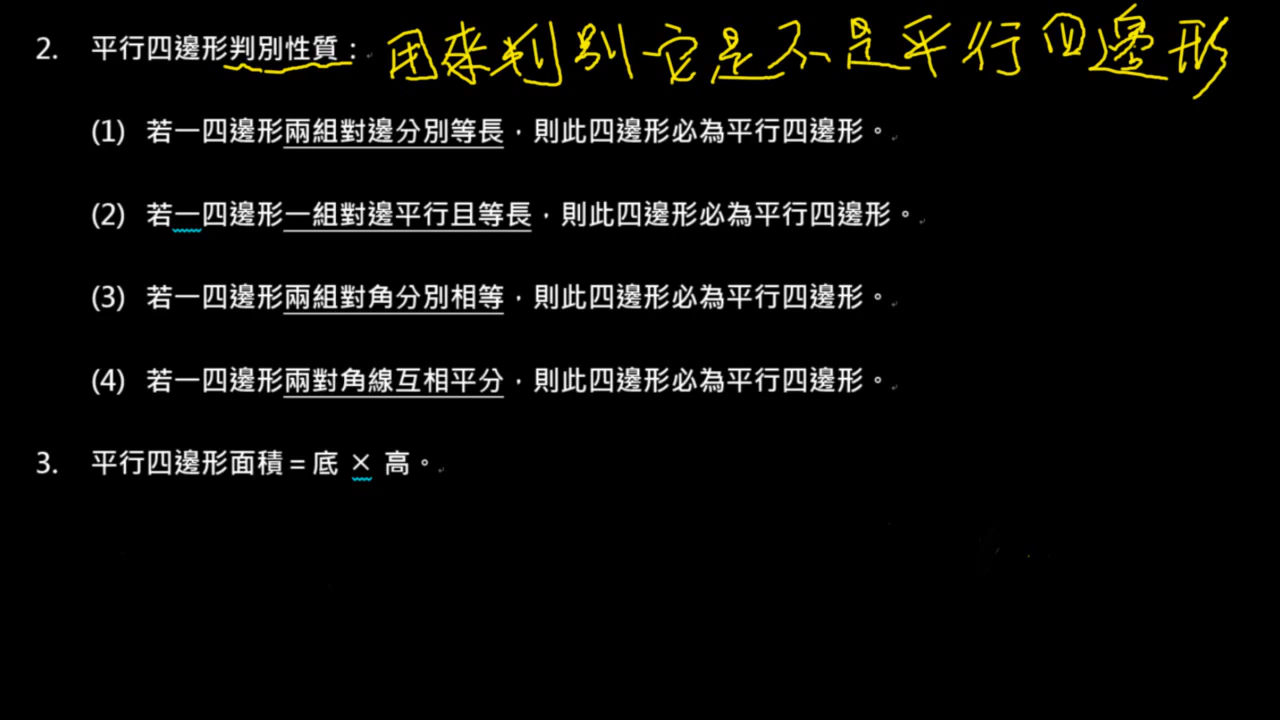 2. 平行四邊形判別性質： 用來判別它是不是平行四邊形
(1) 若一四邊形兩組對邊分別等長，則此四邊形必為平行四邊形。
(2) 若一四邊形一組對邊平行且等長，則此四邊形必為平行四邊形。
(3) 若一四邊形兩組對角分別相等，則此四邊形必為平行四邊形。
(4) 若一四邊形兩對角線互相平分，則此四邊形必為平行四邊形。
3. 平行四邊形面積＝底 × 高。